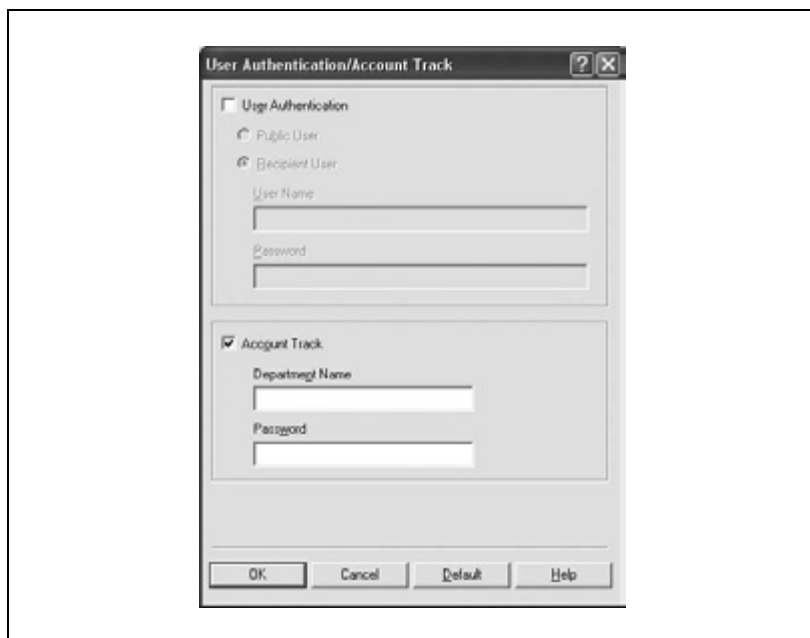 User Authentication/Account Track
User Authentication
Public User
Recipient User
User Name
Password
Account Track
Department Name
Password
OK
Cancel
Default
Help